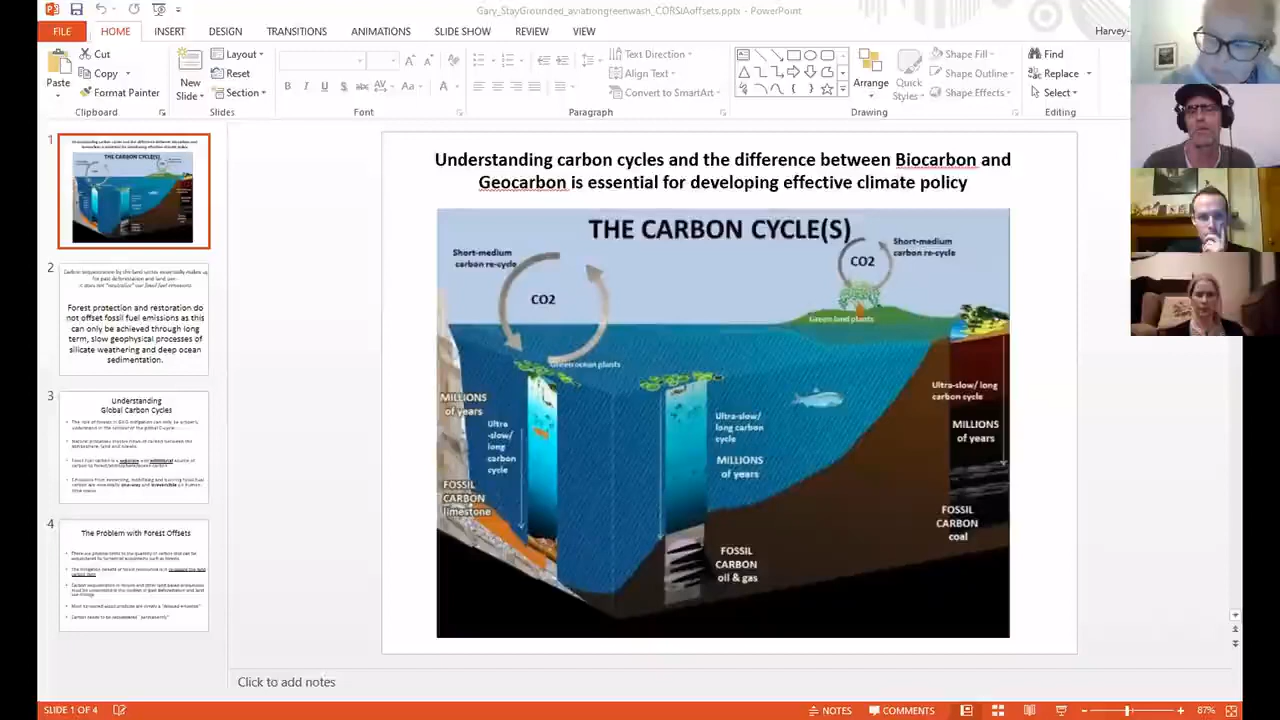 Gary_StayGrounded_aviationgreenwash_CORSIAoffsets.pptx - PowerPoint
FILE
HOME
INSERT
DESIGN
TRANSITIONS
ANIMATIONS
SLIDE SHOW
REVIEW
VIEW
Harvey-
Paste
Cut
Copy
Format Painter
Clipboard
New
Slide
Layout
Reset
Section
Slides
Font
Text Direction
Align Text
Convert to SmartArt
Paragraph
Arrange
Quick
Styles
Shape Fill
Shape Outline
Shape Effects
Drawing
Find
Replace
Select
Editing
1
THE CARBON CYCLE(S)
2
Forest protection and restoration do
not offset fossil fuel emissions as this
can only be achieved through long
term, slow geophysical processes of
silicate weathering and deep ocean
sedimentation.
3
Understanding
Global Carbon Cycles
4
The Problem with Forest Offsets
Understanding carbon cycles and the difference between Biocarbon and
Geocarbon is essential for developing effective climate policy
THE CARBON CYCLE(S)
Short-medium
carbon re-cycle
CO2
Short-medium
carbon re-cycle
CO2
Green land plants
Green ocean plants
MILLIONS
of years
Ultra
-slow/
long
carbon
cycle
FOSSIL
CARBON
limestone
Ultra-slow/
long carbon
cycle
MILLIONS
of years
FOSSIL
CARBON
oil & gas
Ultra-slow/ long
carbon cycle
MILLIONS
of years
FOSSIL
CARBON
coal
Click to add notes
SLIDE 1 OF 4
NOTES
COMMENTS
87%